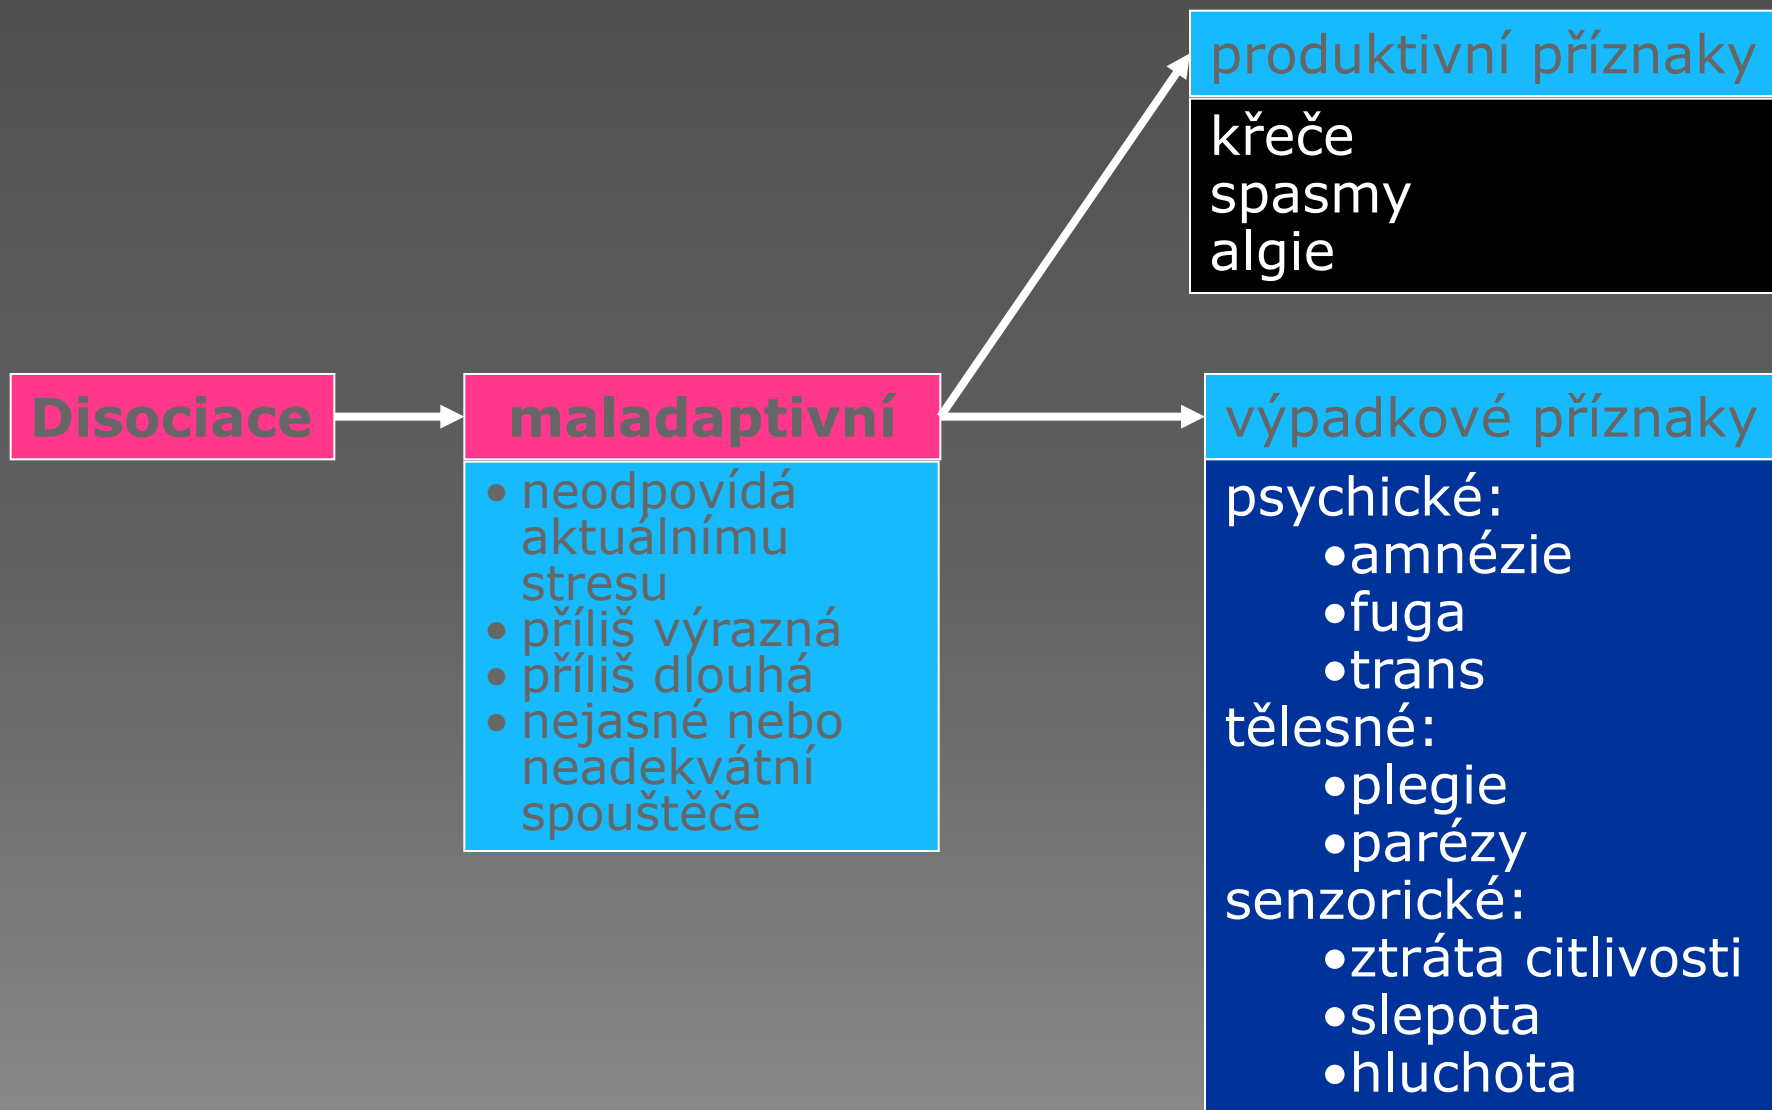 Disociace
maladaptivní
• neodpovídá
aktuálnímu
stresu
• příliš výrazná
• příliš dlouhá
• nejasné nebo
neadekvátní
spouštěče
produktivní příznaky
křeče
spasmy
algie
výpadkové příznaky
psychické:
•amnézie
•fuga
•trans
tělesné:
•plegie
•parézy
senzorické:
•ztráta citlivosti
•slepota
•hluchota